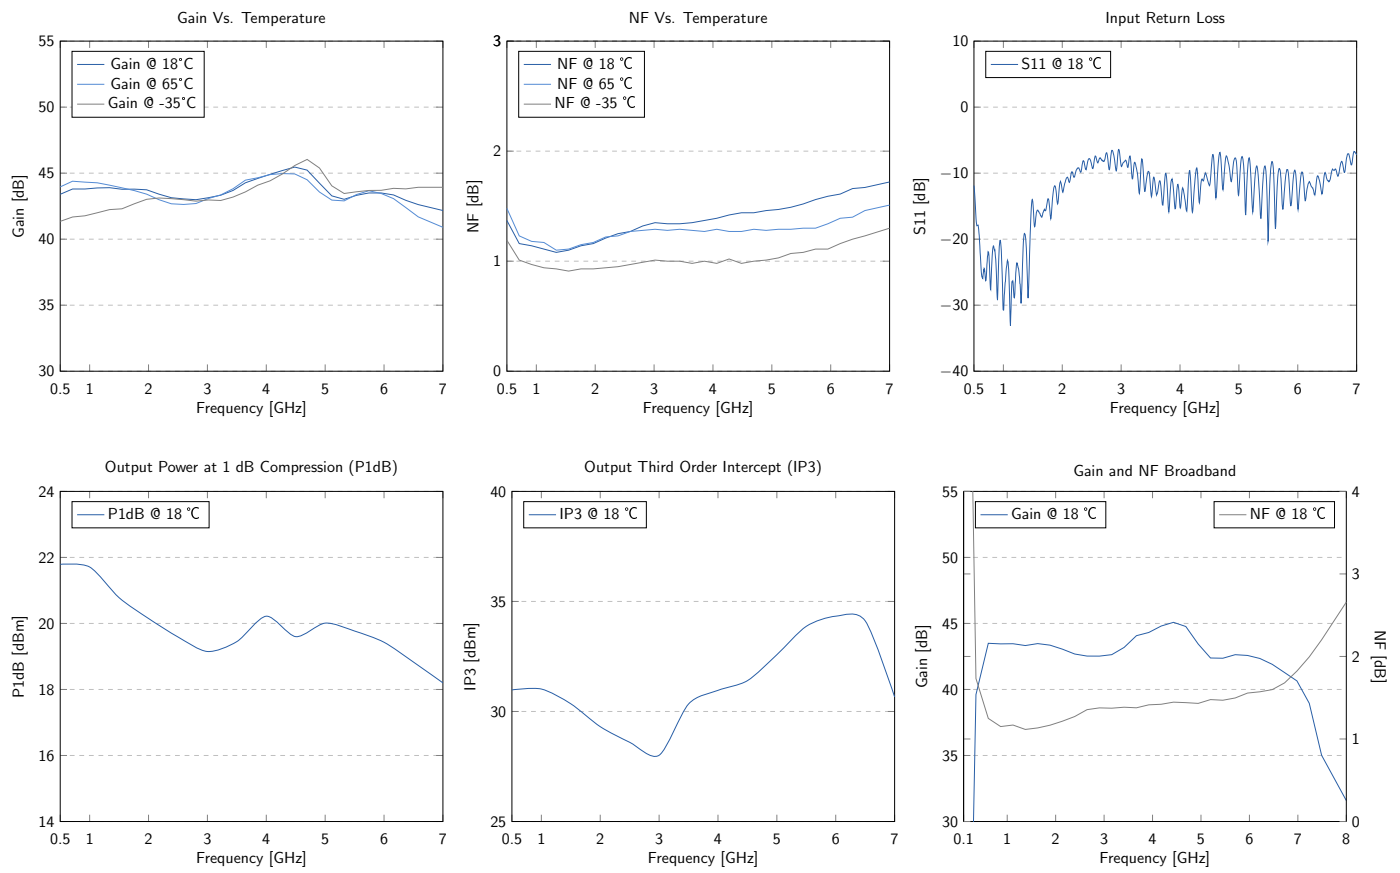 Gain Vs. Temperature
55
50
45
40
35
30
Gain [dB]
Gain @ 18°C
Gain @ 65°C
Gain @ -35°C
0.5 1 2 3 4 5 6 7
Frequency [GHz]
NF Vs. Temperature
3
2
1
0
NF [dB]
NF @ 18 ℃
NF @ 65 ℃
NF @ -35 ℃
0.5 1 2 3 4 5 6 7
Frequency [GHz]
Input Return Loss
10
0
−10
−20
−30
−40
S11 [dB]
S11 @ 18 ℃
0.5 1 2 3 4 5 6 7
Frequency [GHz]
Output Power at 1 dB Compression (P1dB)
24
22
20
18
16
14
P1dB [dBm]
P1dB @ 18 ℃
0.5 1 2 3 4 5 6 7
Frequency [GHz]
Output Third Order Intercept (IP3)
40
35
30
25
IP3 [dBm]
IP3 @ 18 ℃
0.5 1 2 3 4 5 6 7
Frequency [GHz]
Gain and NF Broadband
55
50
45
40
35
30
Gain [dB]
Gain @ 18 ℃
NF @ 18 ℃
4
3
2
1
0
NF [dB]
0.1 1 2 3 4 5 6 7 8
Frequency [GHz]